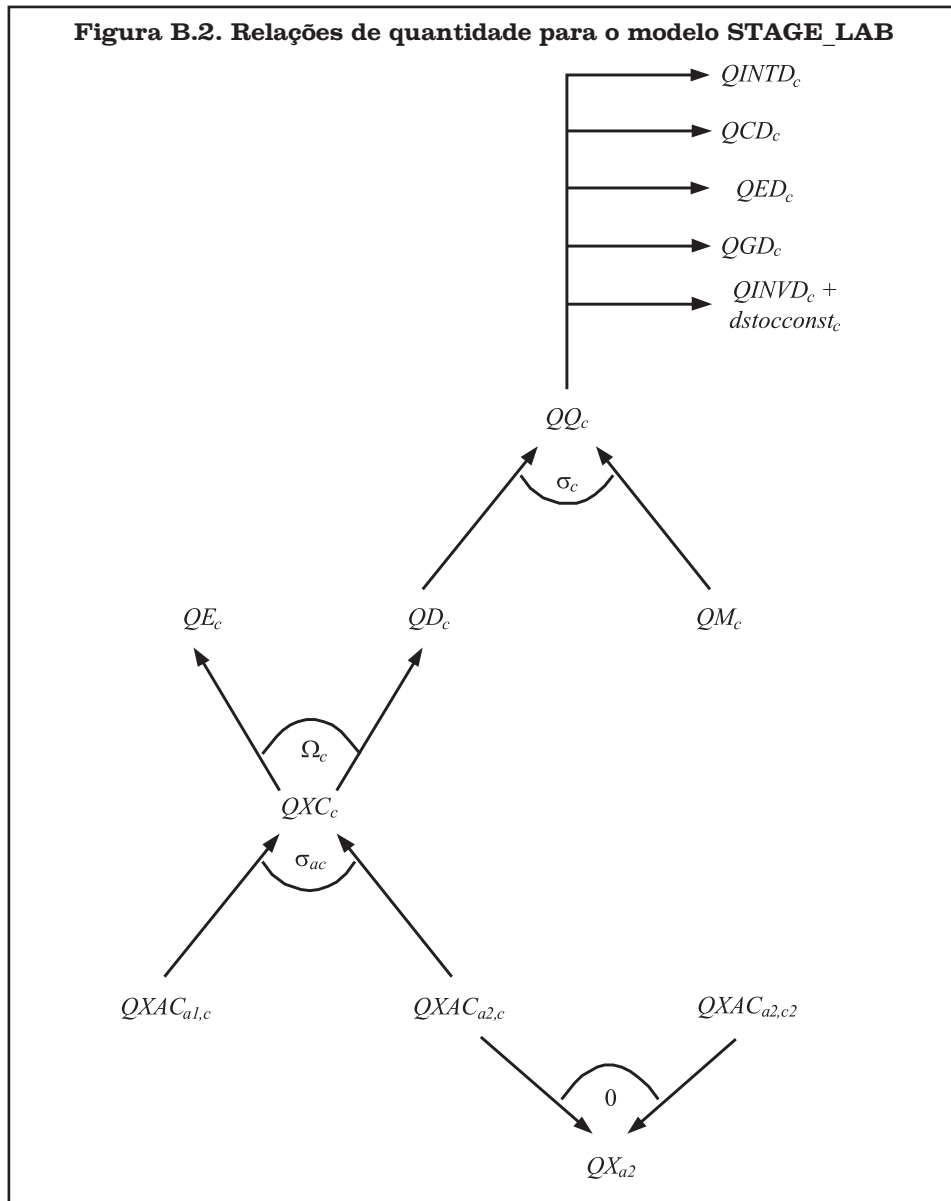 Figura B.2. Relações de quantidade para o modelo STAGE_LAB
QINTD_c
QCD_c
QED_c
QGD_c
QINVD_c +
dstocconst_c
QQ_c
σ_c
QE_c
QD_c
QM_c
Ω_c
QXC_c
σ_ac
QXAC_a1,c
QXAC_a2,c
QXAC_a2,c2
0
QX_a2